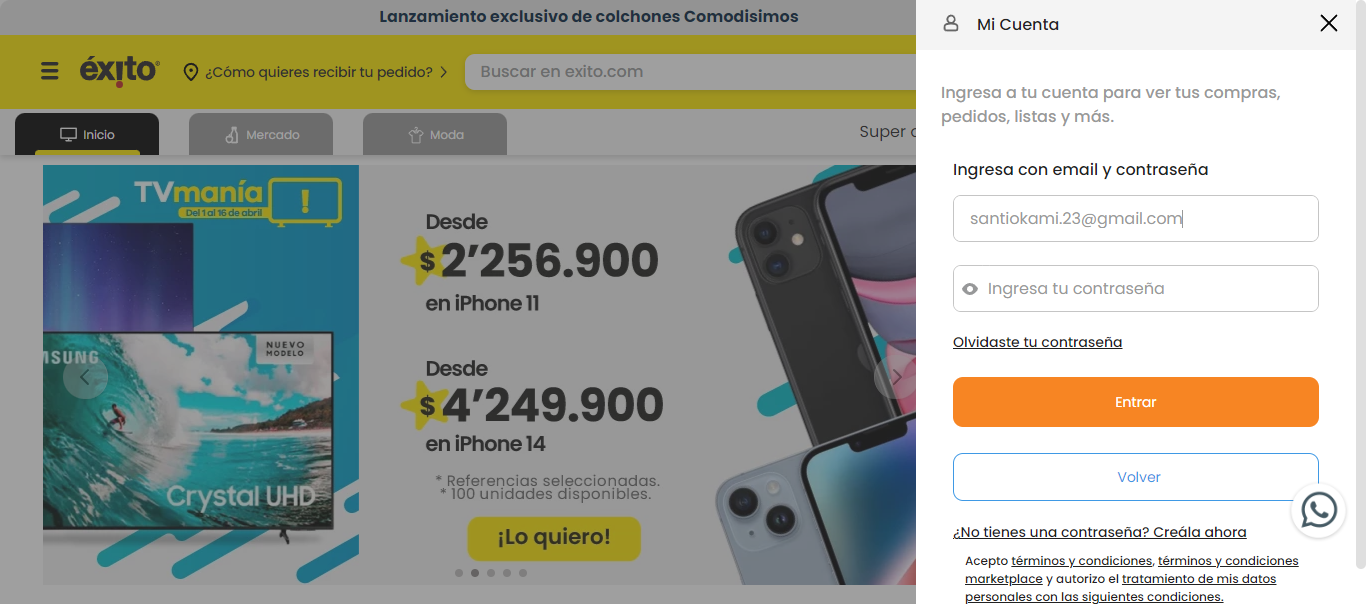 Lanzamiento exclusivo de colchones Comodisimos
éxito
¿Cómo quieres recibir tu pedido?
Buscar en exito.com
Inicio
Mercado
Moda
Super
TVmanía
Del 1 al 16 de abril
!
SUNG
NUEVO
MODELO
Crystal UHD
Desde
$2’256.900
en iPhone 11
Desde
$4’249.900
en iPhone 14
* Referencias seleccionadas.
* 100 unidades disponibles.
¡Lo quiero!
Mi Cuenta
Ingresa a tu cuenta para ver tus compras,
pedidos, listas y más.
Ingresa con email y contraseña
santiokami.23@gmail.com
Ingresa tu contraseña
Olvidaste tu contraseña
Entrar
Volver
¿No tienes una contraseña? Creála ahora
Acepto términos y condiciones, términos y condiciones
marketplace y autorizo el tratamiento de mis datos
personales con las siguientes condiciones.